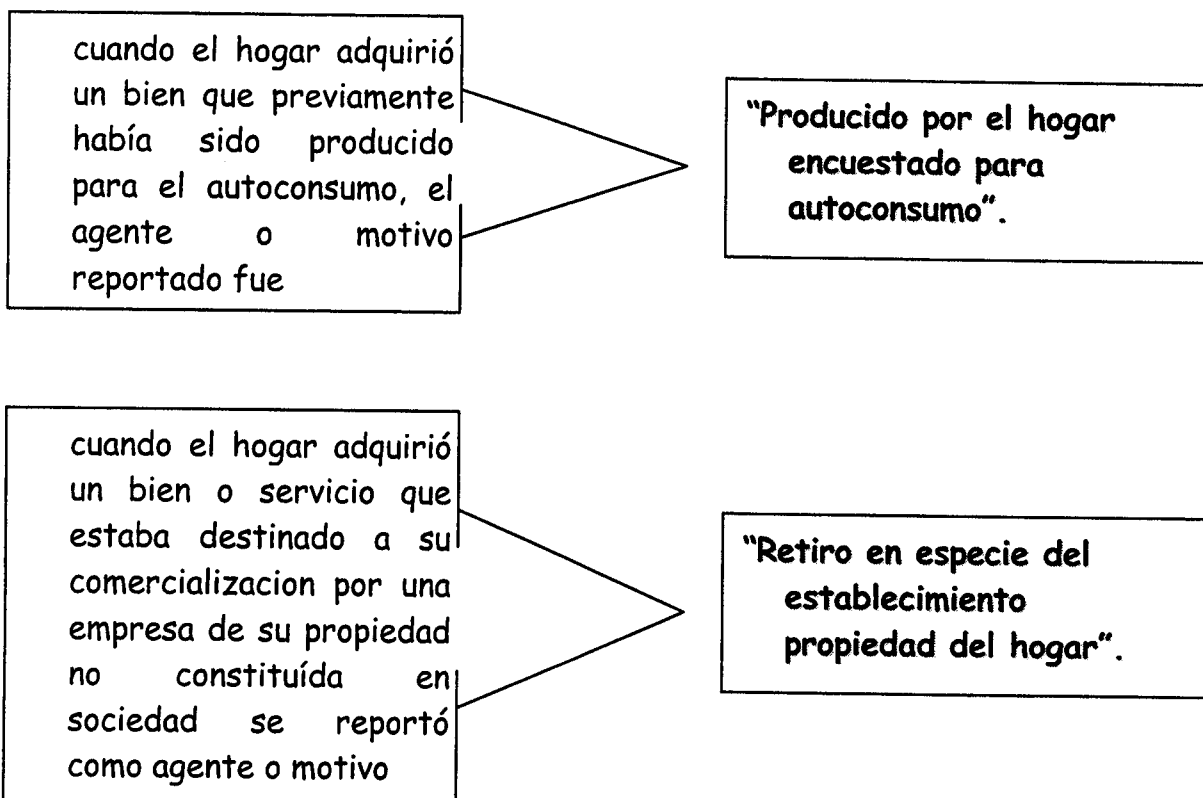 cuando el hogar adquirió
un bien que previamente
había sido producido
para el autoconsumo, el
agente o motivo
reportado fue
“Producido por el hogar
encuestado para
autoconsumo”.
cuando el hogar adquirió
un bien o servicio que
estaba destinado a su
comercializacion por una
empresa de su propiedad
no constituída en
sociedad se reportó
como agente o motivo
“Retiro en especie del
establecimiento
propiedad del hogar”.